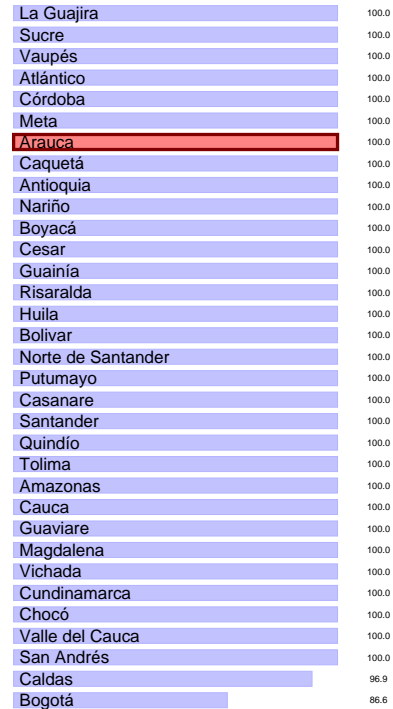 La Guajira 100.0
Sucre 100.0
Vaupés 100.0
Atlántico 100.0
Córdoba 100.0
Meta 100.0
Arauca 100.0
Caquetá 100.0
Antioquia 100.0
Nariño 100.0
Boyacá 100.0
Cesar 100.0
Guainía 100.0
Risaralda 100.0
Huila 100.0
Bolivar 100.0
Norte de Santander 100.0
Putumayo 100.0
Casanare 100.0
Santander 100.0
Quindío 100.0
Tolima 100.0
Amazonas 100.0
Cauca 100.0
Guaviare 100.0
Magdalena 100.0
Vichada 100.0
Cundinamarca 100.0
Chocó 100.0
Valle del Cauca 100.0
San Andrés 100.0
Caldas 96.9
Bogotá 86.6